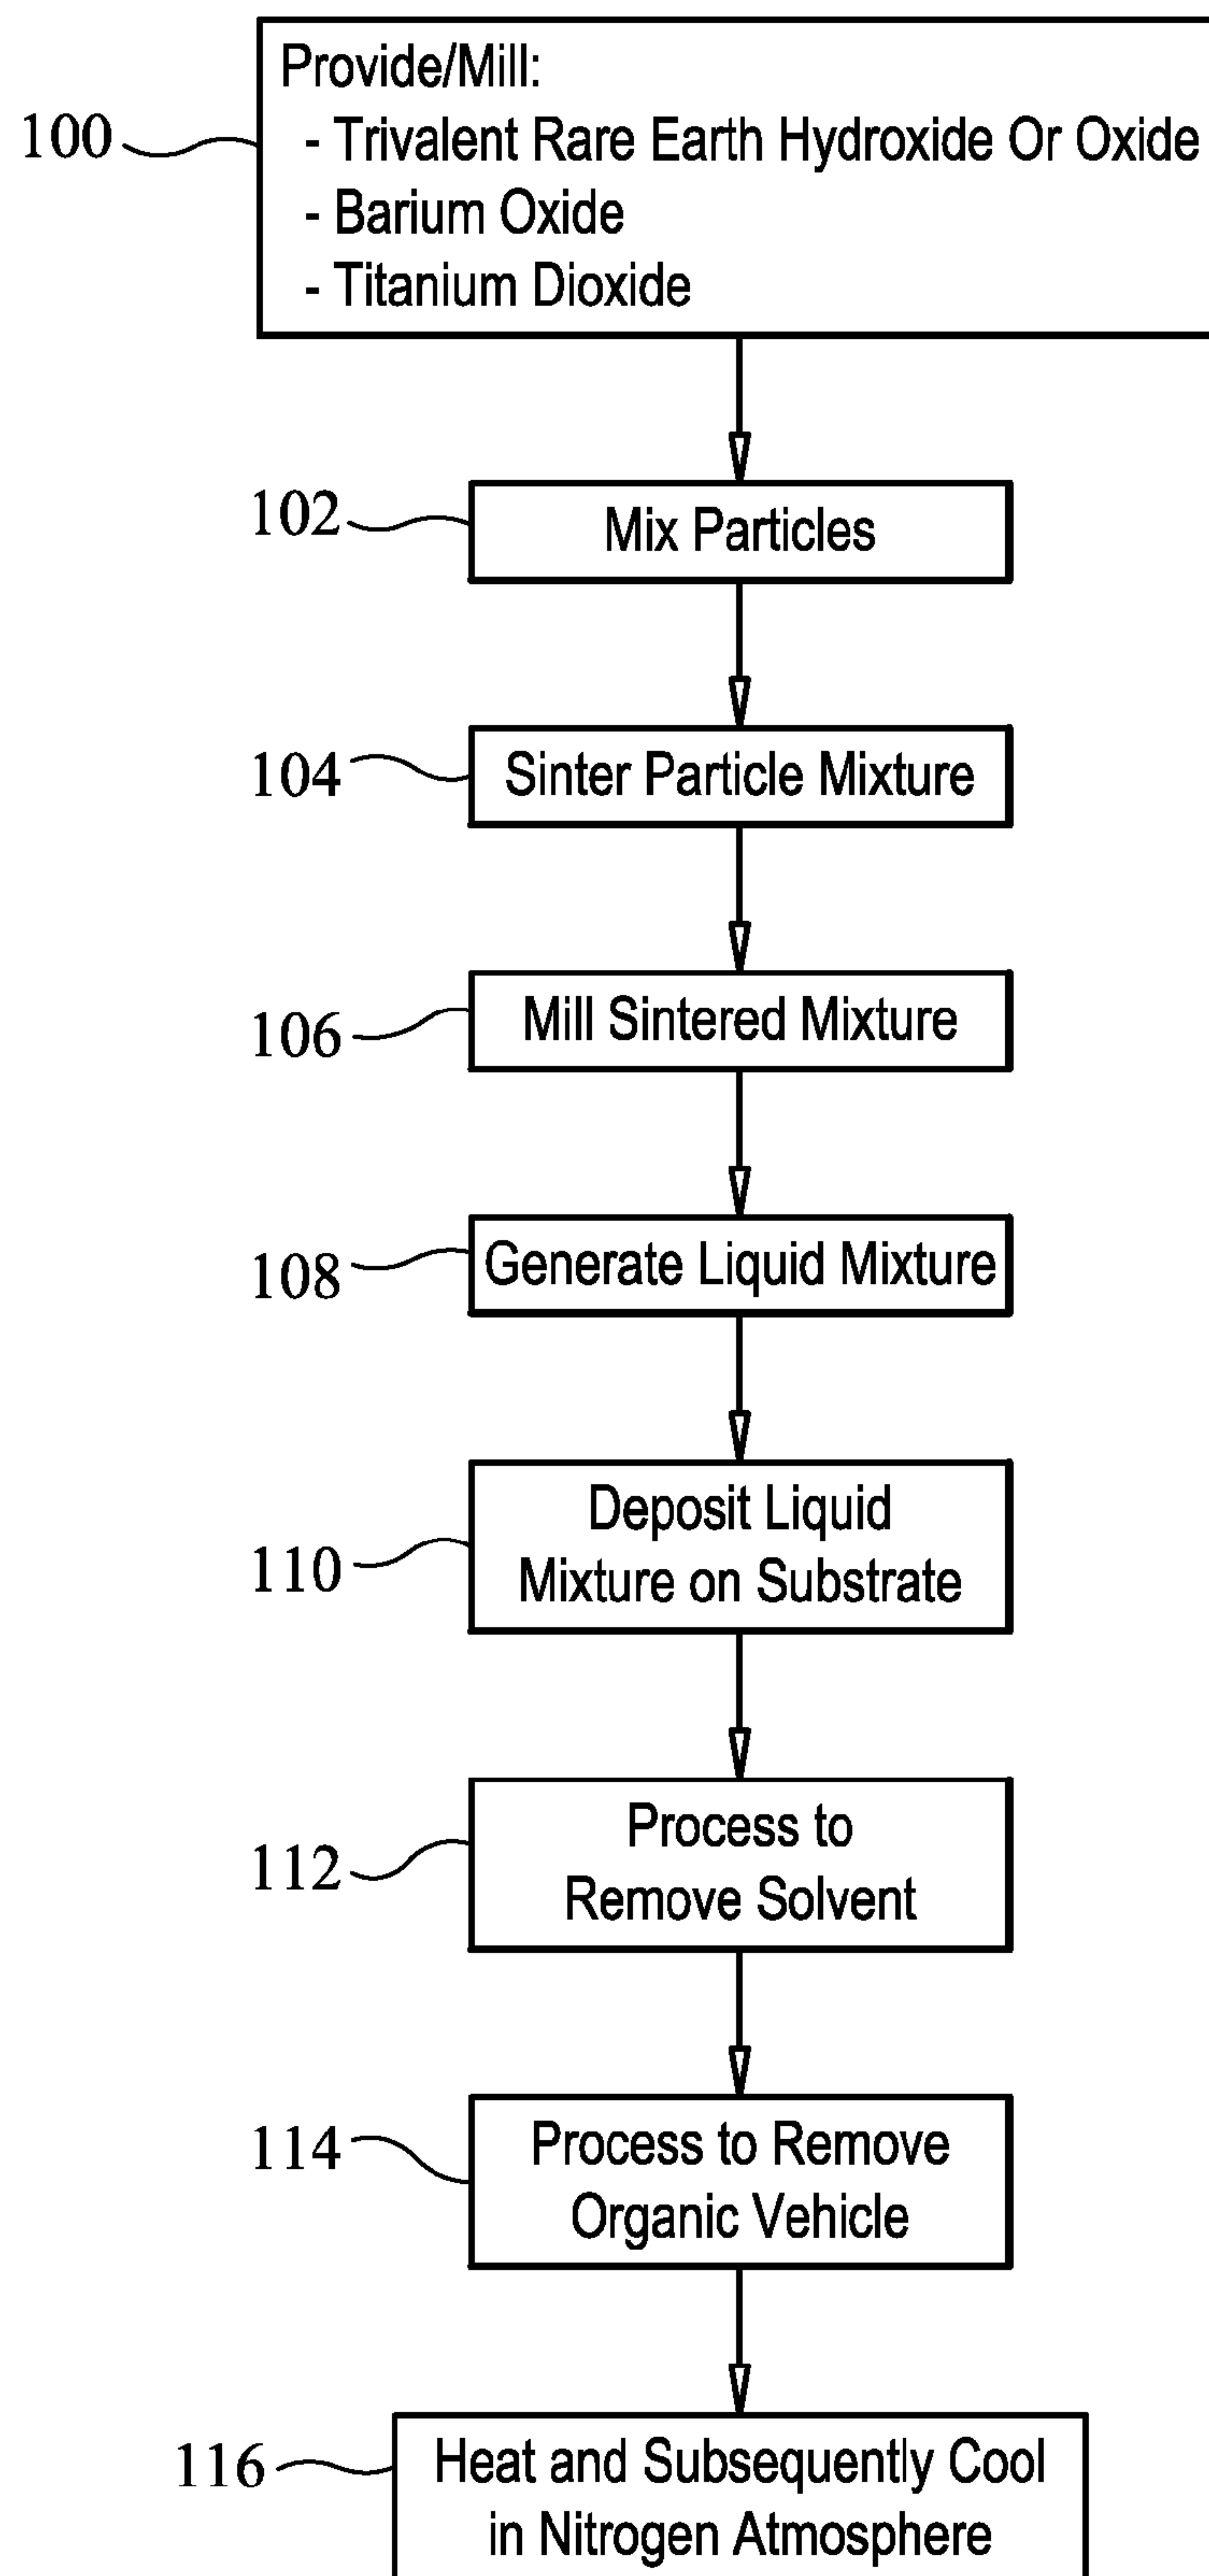 Provide/Mill:
100
- Trivalent Rare Earth Hydroxide Or Oxide
- Barium Oxide
- Titanium Dioxide
102
Mix Particles
104
Sinter Particle Mixture
106
Mill Sintered Mixture
108
Generate Liquid Mixture
110
Deposit Liquid
Mixture on Substrate
112
Process to
Remove Solvent
114
Process to Remove
Organic Vehicle
116
Heat and Subsequently Cool
in Nitrogen Atmosphere